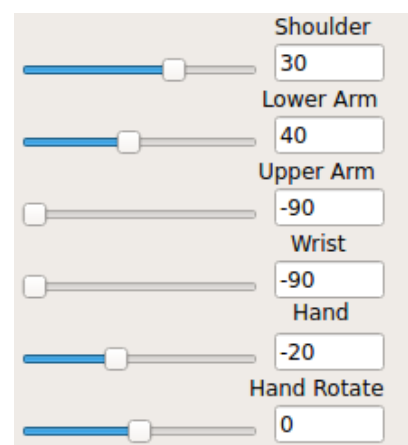 Shoulder
30
Lower Arm
40
Upper Arm
-90
Wrist
-90
Hand
-20
Hand Rotate
0